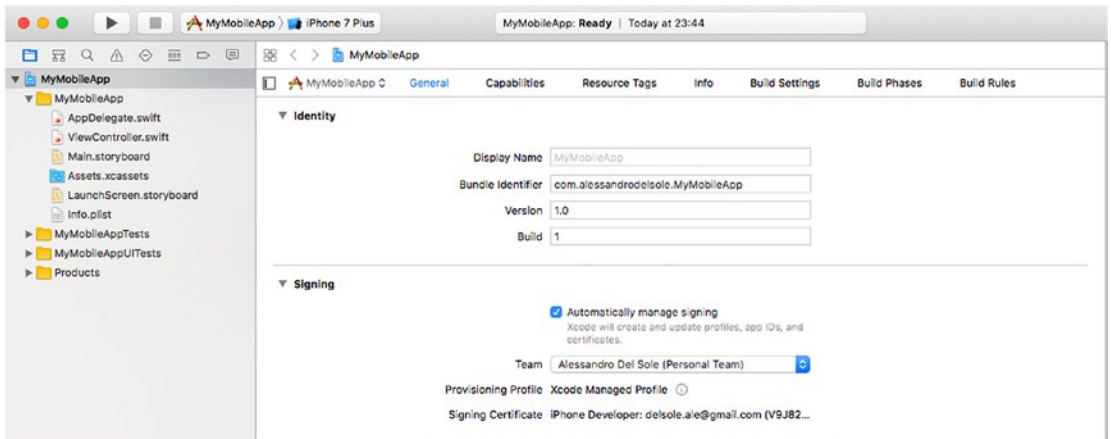 MyMobileApp iPhone 7 Plus MyMobileApp: Ready | Today at 23:44
MyMobileApp
MyMobileApp General Capabilities Resource Tags Info Build Settings Build Phases Build Rules
MyMobileApp
MyMobileApp
AppDelegate.swift
ViewController.swift
Main.storyboard
Assets.xcassets
LaunchScreen.storyboard
Info.plist
MyMobileAppTests
MyMobileAppUITests
Products
Identity
Display Name MyMobileApp
Bundle Identifier com.alessandrodelsole.MyMobileApp
Version 1.0
Build 1
Signing
Automatically manage signing
Xcode will create and update profiles, app IDs, and
certificates.
Team Alessandro Del Sole (Personal Team)
Provisioning Profile Xcode Managed Profile
Signing Certificate iPhone Developer: delsole.ale@gmail.com (V9J82...